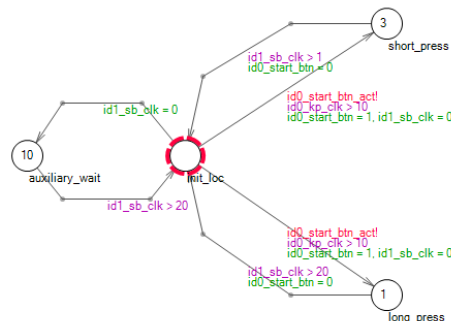 3
short_press
id1_sb_clk > 1
id0_start_btn = 0
id0_start_btn_act!
id0_kp_clk > 10
id0_start_btn = 1, id1_sb_clk = 0
id1_sb_clk = 0
10
auxiliary_wait
init_loc
id1_sb_clk > 20
id0_start_btn_act!
id0_kp_clk > 10
id0_start_btn = 1, id1_sb_clk = 0
id1_sb_clk > 20
id0_start_btn = 0
1
long_press